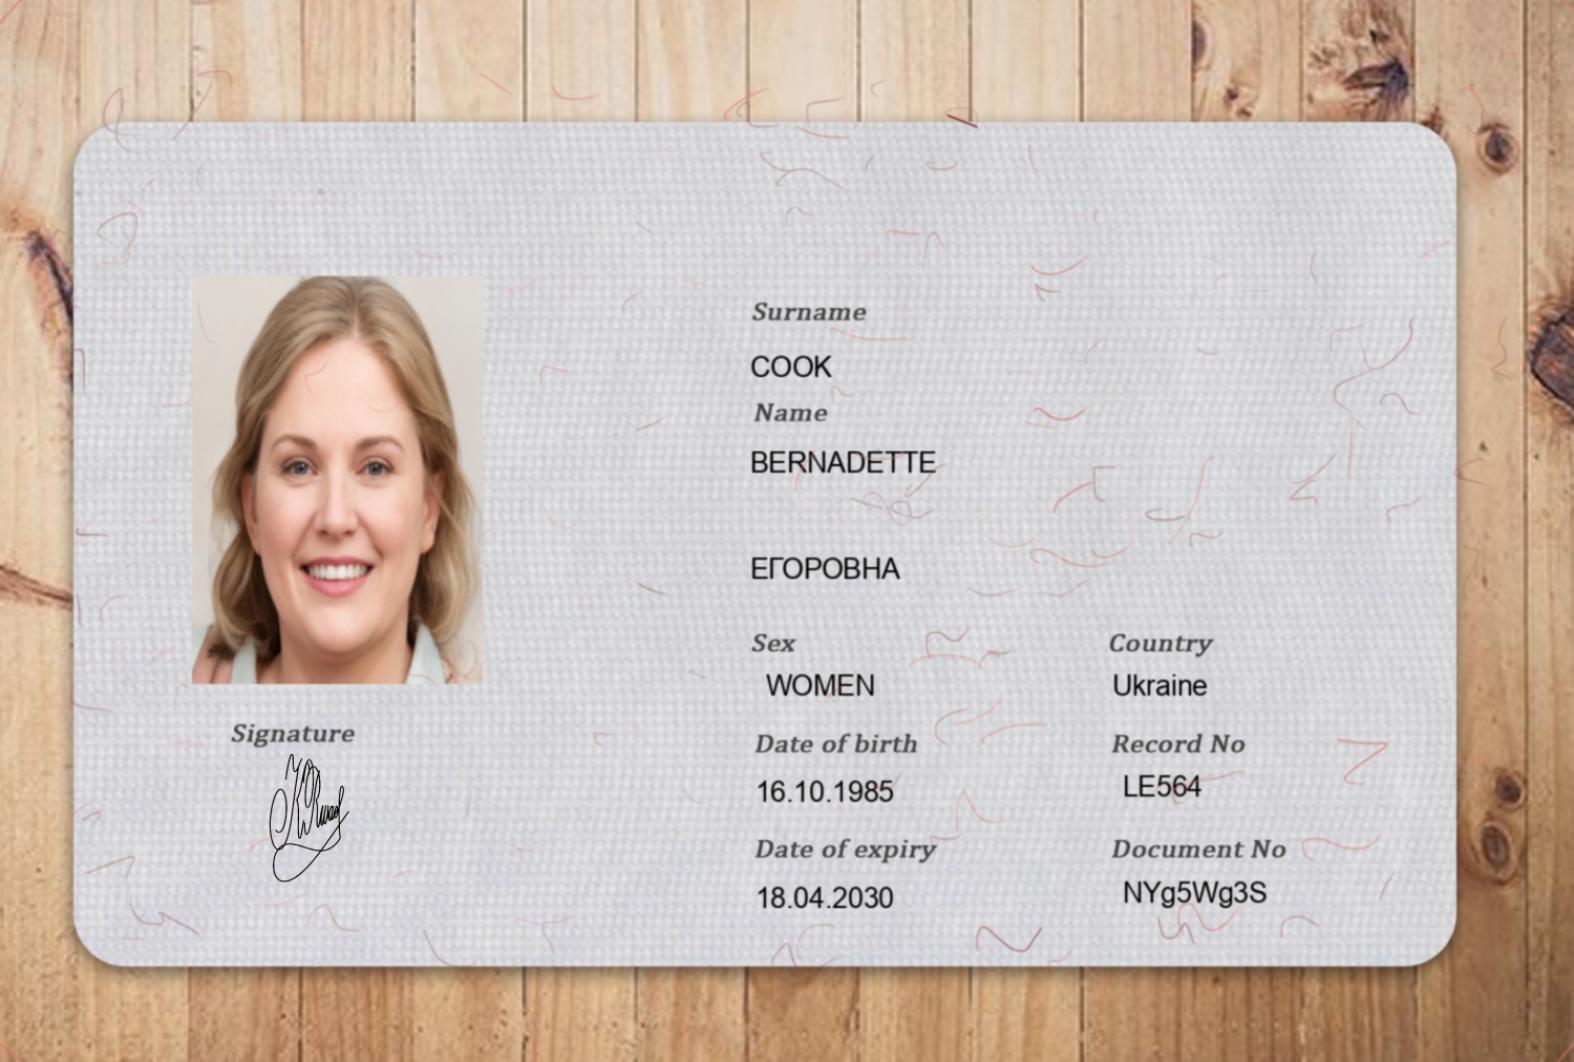 Surname
COOK
Name
BERNADETTE
ЕГОРОВНА
Sex
WOMEN
Country
Ukraine
Date of birth
16.10.1985
Record No
LE564
Date of expiry
18.04.2030
Document No
NYg5Wg3S
Signature